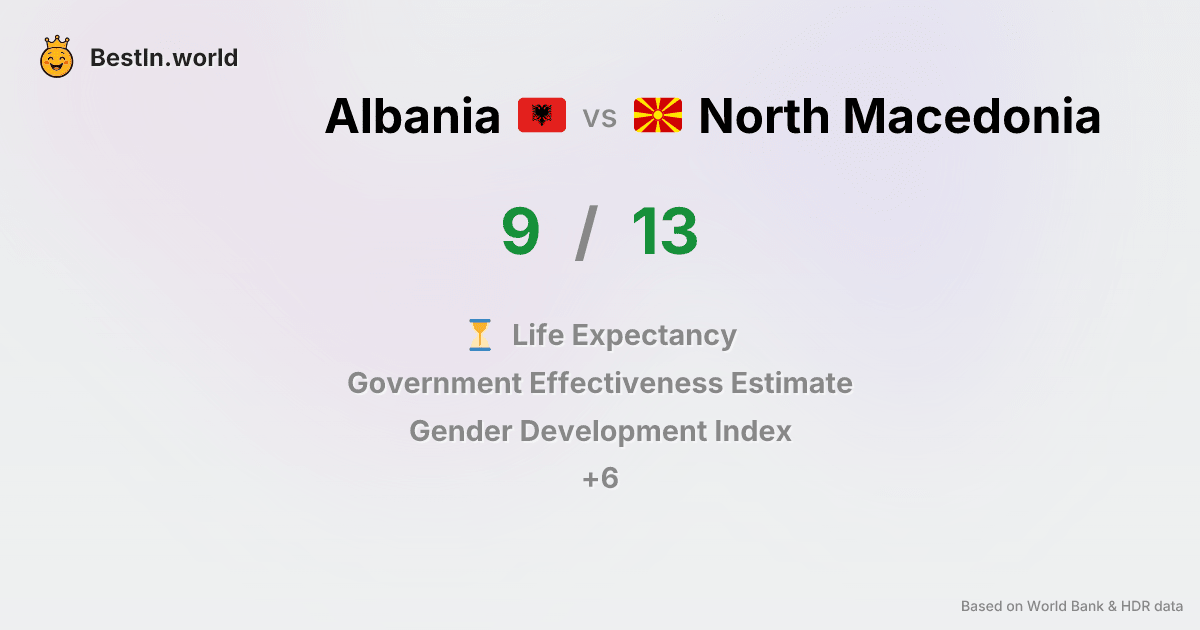 BestIn.world
Albania vs North Macedonia
9 / 13
Life Expectancy
Government Effectiveness Estimate
Gender Development Index
+6
Based on World Bank & HDR data